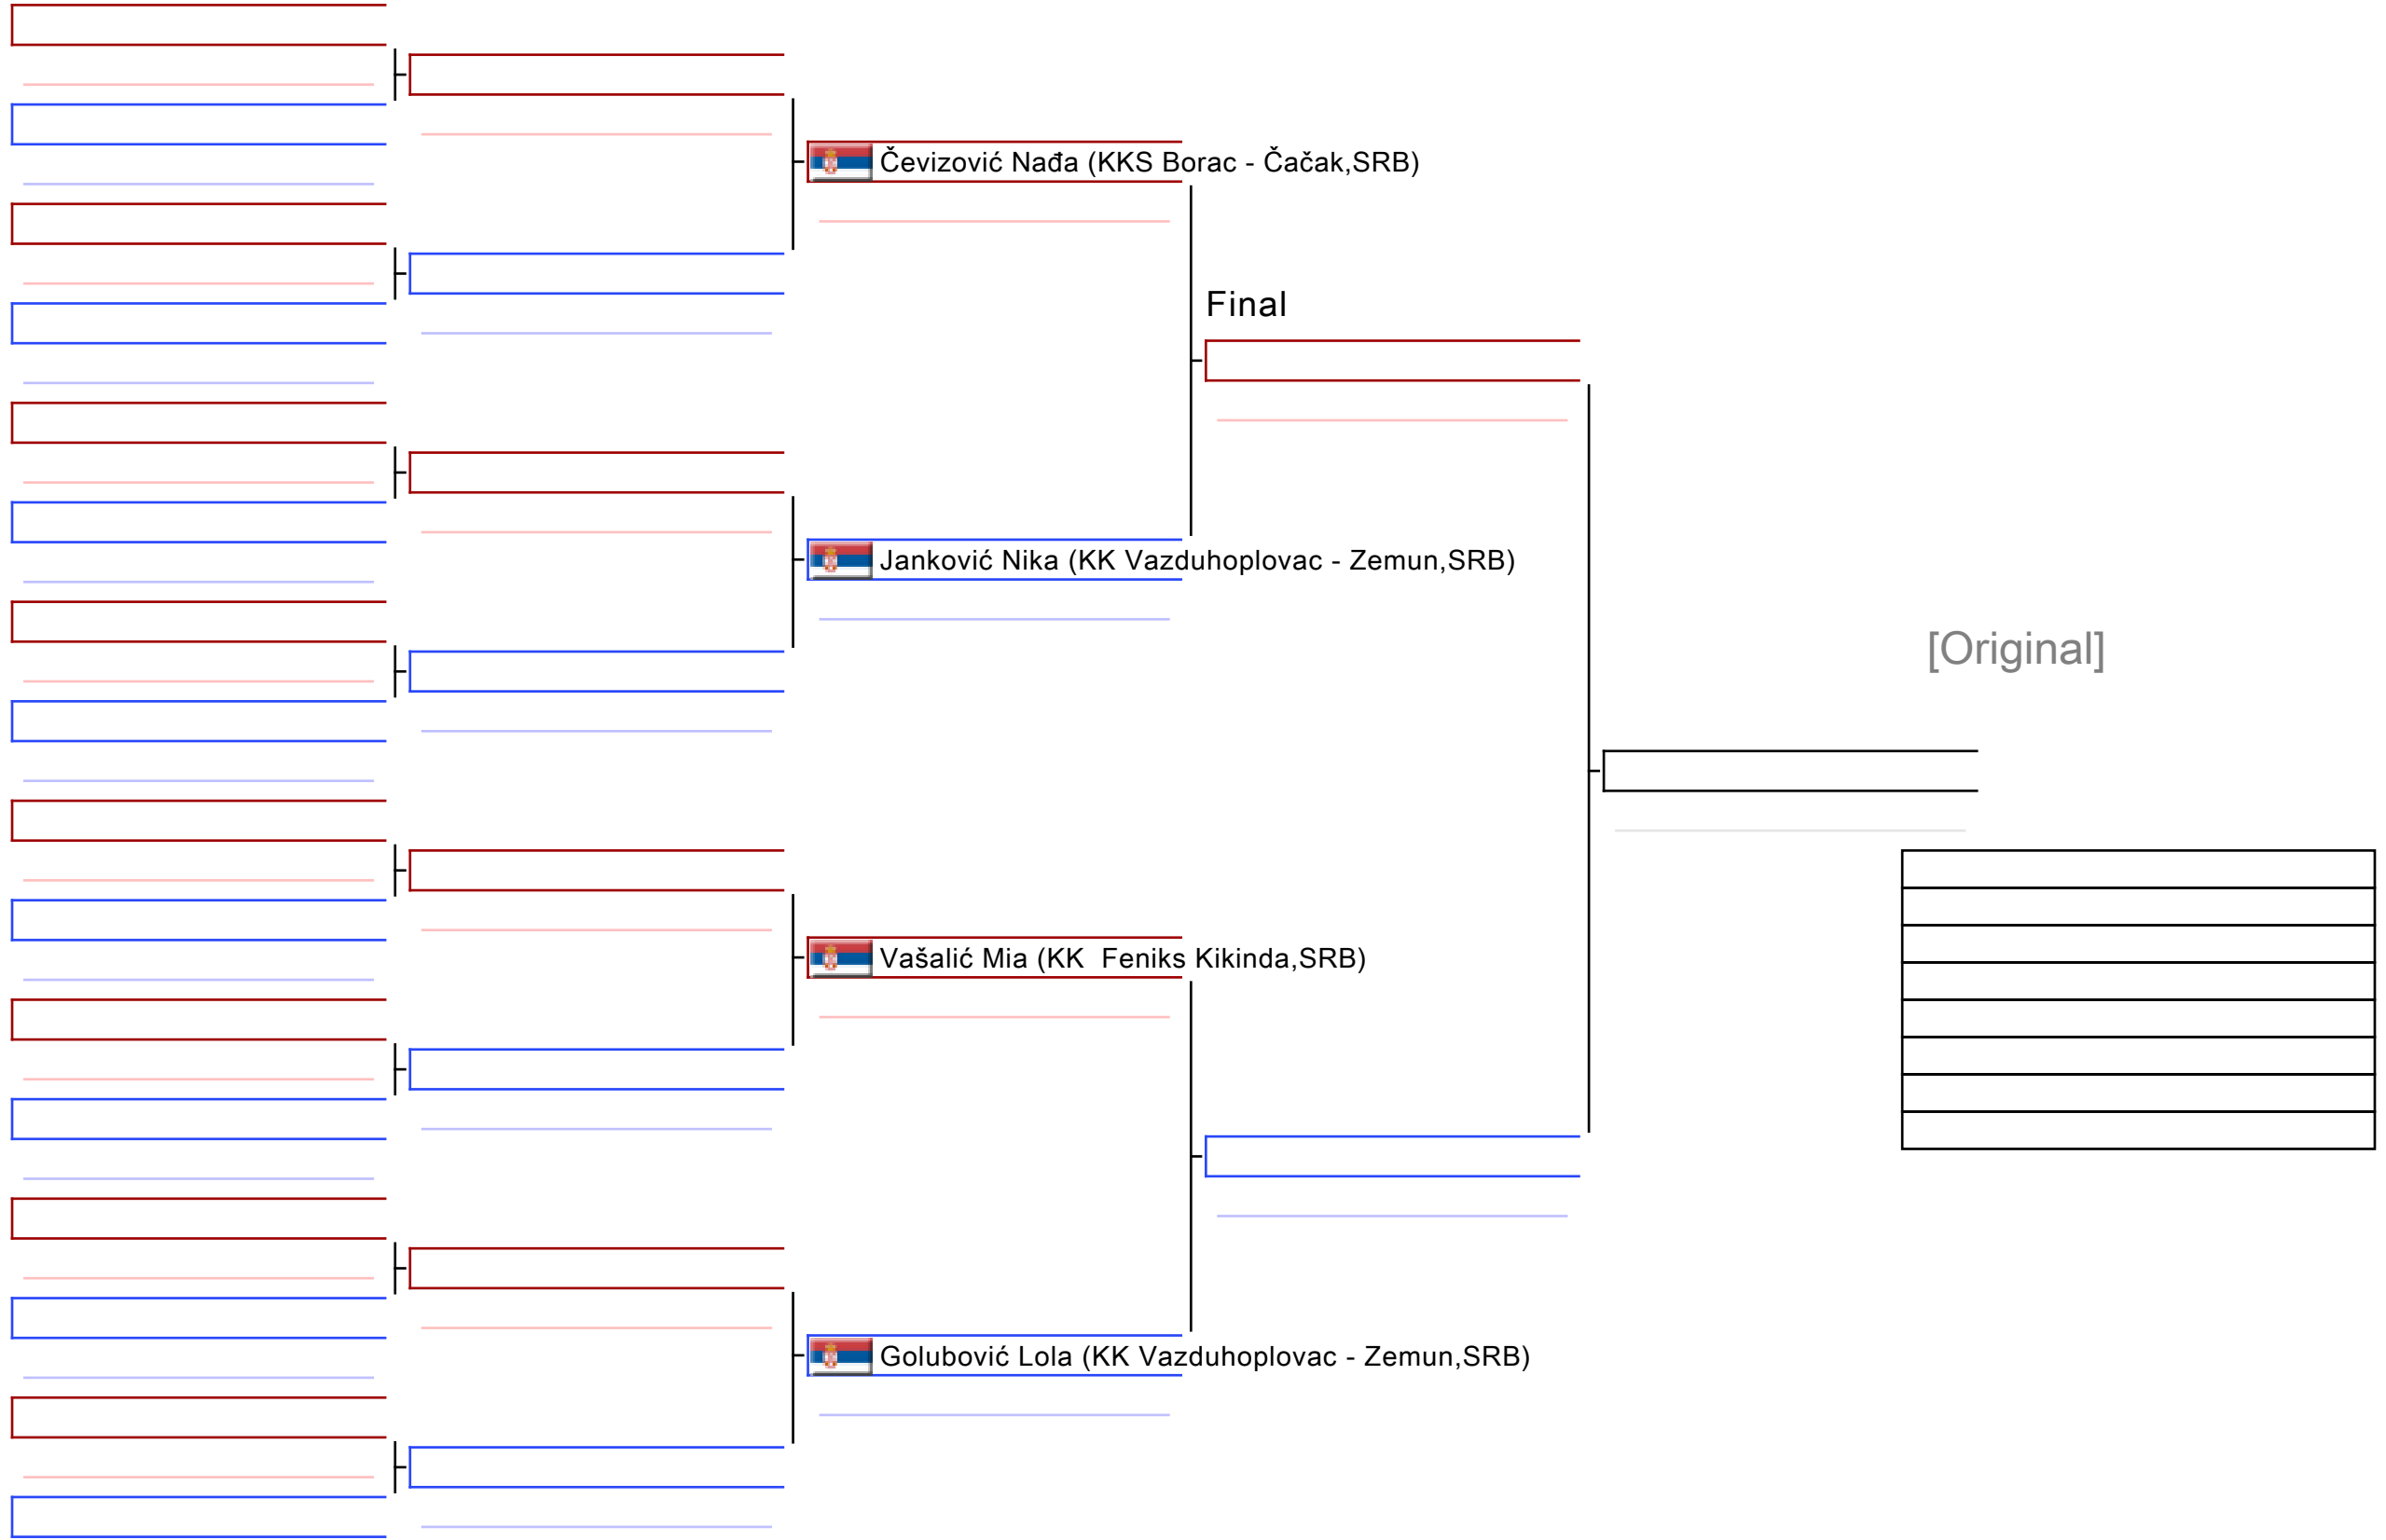 Čevizović Nađa (KKS Borac - Čačak,SRB)
Final
Janković Nika (KK Vazduhoplovac - Zemun,SRB)
[Original]
Vašalić Mia (KK  Feniks Kikinda,SRB)
Golubović Lola (KK Vazduhoplovac - Zemun,SRB)